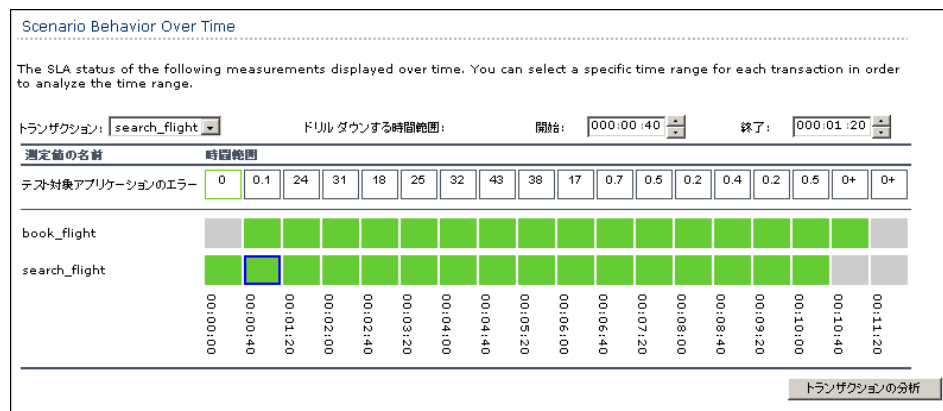 Scenario Behavior Over Time
The SLA status of the following measurements displayed over time. You can select a specific time range for each transaction in order
to analyze the time range.
トランザクション: search_flight ドリル ダウンする時間範囲: 開始: 000:00 :40 終了: 000:01 :20
測定値の名前 時間範囲
テスト対象アプリケーションのエラー 0 0.1 24 31 18 25 32 43 38 17 0.7 0.5 0.2 0.4 0.2 0.5 0+ 0+
book_flight
search_flight
00:00:00 00:00:40 00:01:20 00:02:00 00:02:40 00:03:20 00:04:00 00:04:40 00:05:20 00:06:00 00:06:40 00:07:20 00:08:00 00:08:40 00:09:20 00:10:00 00:10:40 00:11:20
トランザクションの分析